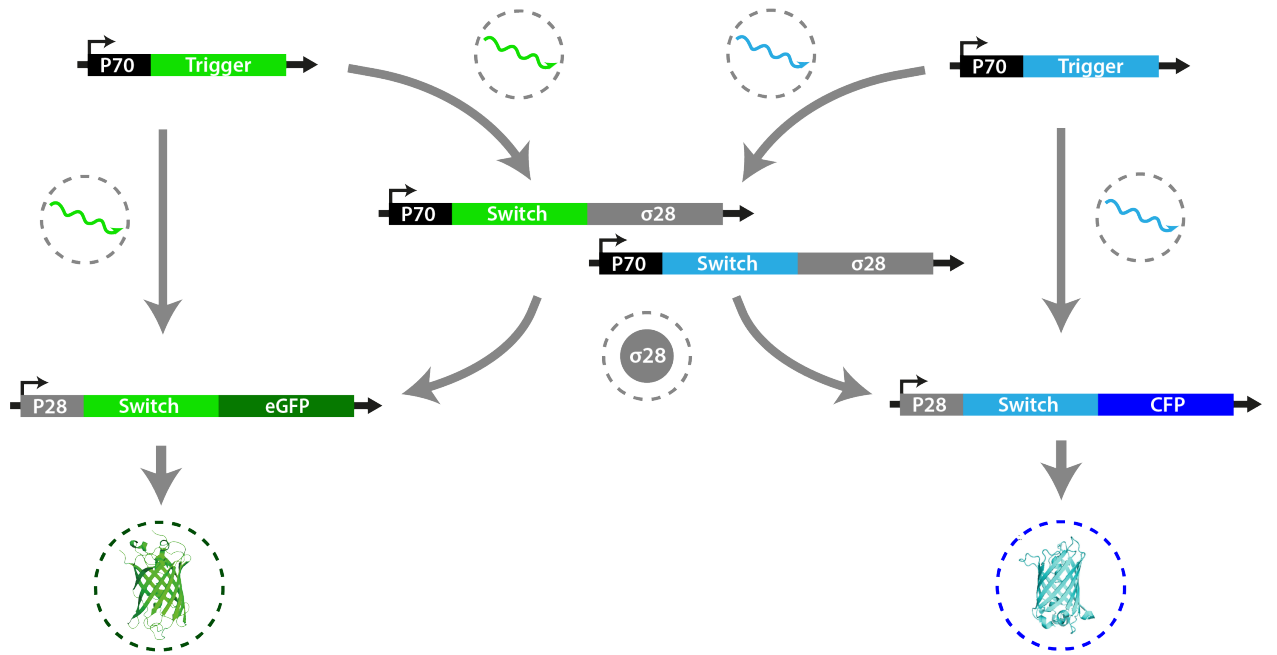 P70 Trigger
P70 Trigger
P70 Switch σ28
P70 Switch σ28
σ28
P28 Switch eGFP
P28 Switch CFP